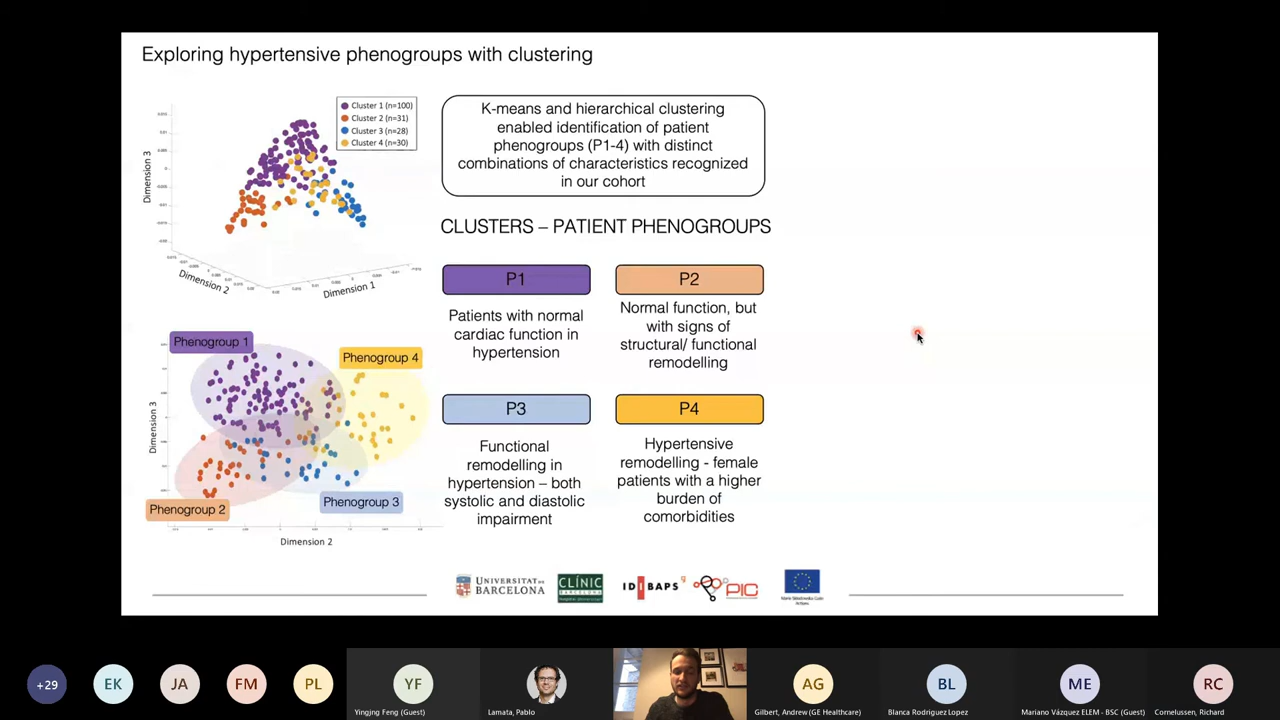 Exploring hypertensive phenogroups with clustering
Cluster 1 (n=100)
Cluster 2 (n=31)
Cluster 3 (n=28)
Cluster 4 (n=30)
Dimension 3
Dimension 2
Dimension 1
K-means and hierarchical clustering
enabled identification of patient
phenogroups (P1-4) with distinct
combinations of characteristics recognized
in our cohort
CLUSTERS – PATIENT PHENOGROUPS
P1
Patients with normal
cardiac function in
hypertension
P2
Normal function, but
with signs of
structural/ functional
remodelling
P3
Functional
remodelling in
hypertension – both
systolic and diastolic
impairment
P4
Hypertensive
remodelling - female
patients with a higher
burden of
comorbidities
Phenogroup 1
Phenogroup 4
Dimension 3
Phenogroup 2
Phenogroup 3
Dimension 2
UNIVERSITAT DE
BARCELONA
CLÍNIC
BARCELONA
IDIBAPS
PIC
+29
EK
JA
FM
PL
YF
Yingjng Feng (Guest)
Lamata, Pablo
AG
Gilbert, Andrew (GE Healthcare)
BL
Blanca Rodriguez Lopez
ME
Mariano Vázquez ELEM - BSC (Guest)
RC
Cornelussen, Richard